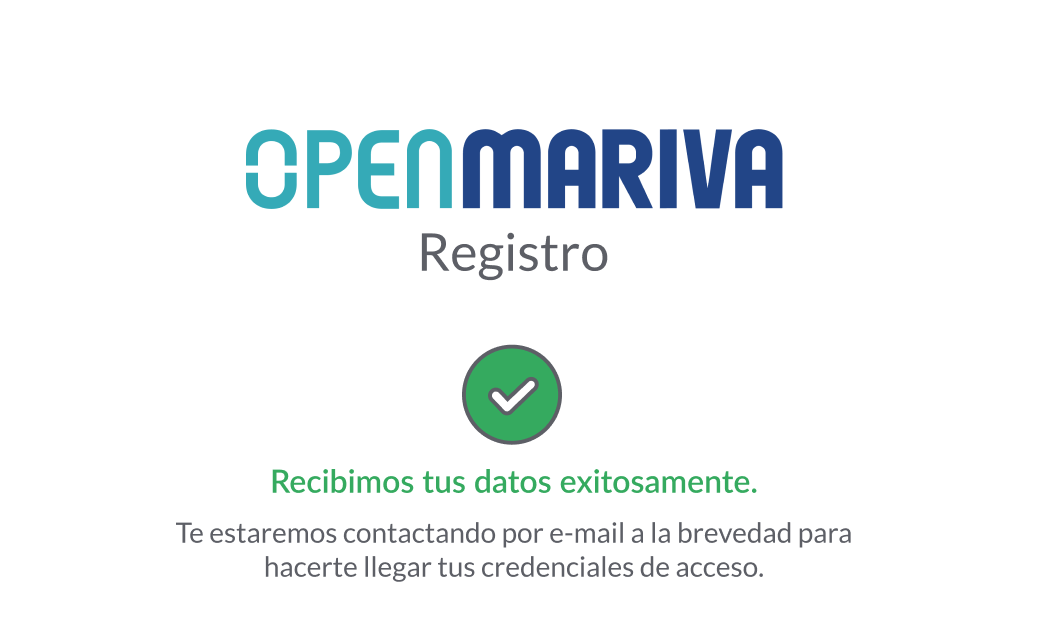 OPENMARIVA
Registro
Recibimos tus datos exitosamente.
Te estaremos contactando por e-mail a la brevedad para
hacerte llegar tus credenciales de acceso.